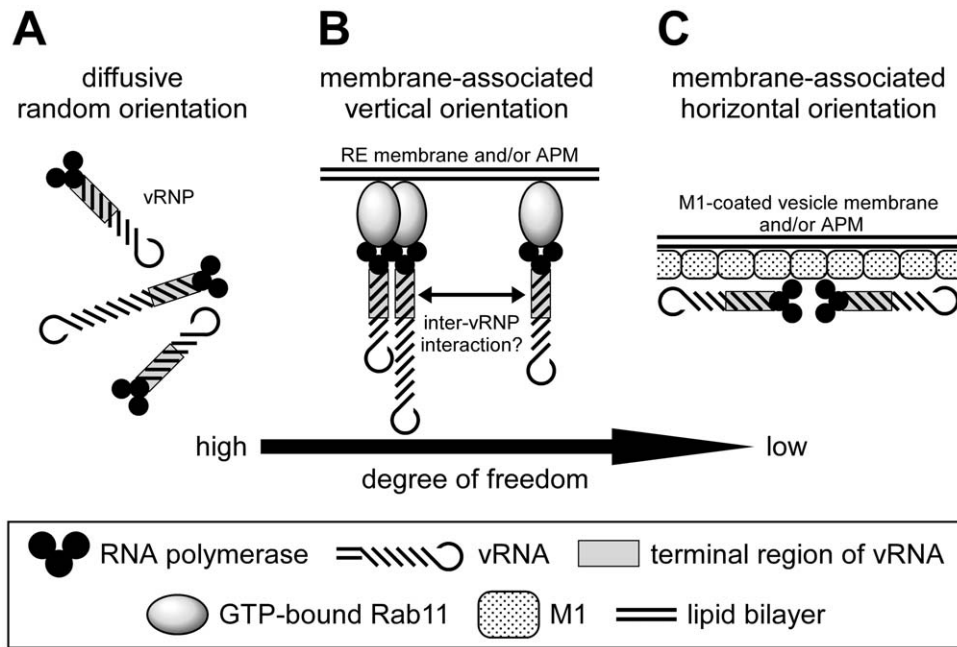 A
diffusive
random orientation
vRNP
B
membrane-associated
vertical orientation
RE membrane and/or APM
inter-vRNP
interaction?
C
membrane-associated
horizontal orientation
M1-coated vesicle membrane
and/or APM
high
low
degree of freedom
RNA polymerase
vRNA
terminal region of vRNA
GTP-bound Rab11
M1
lipid bilayer